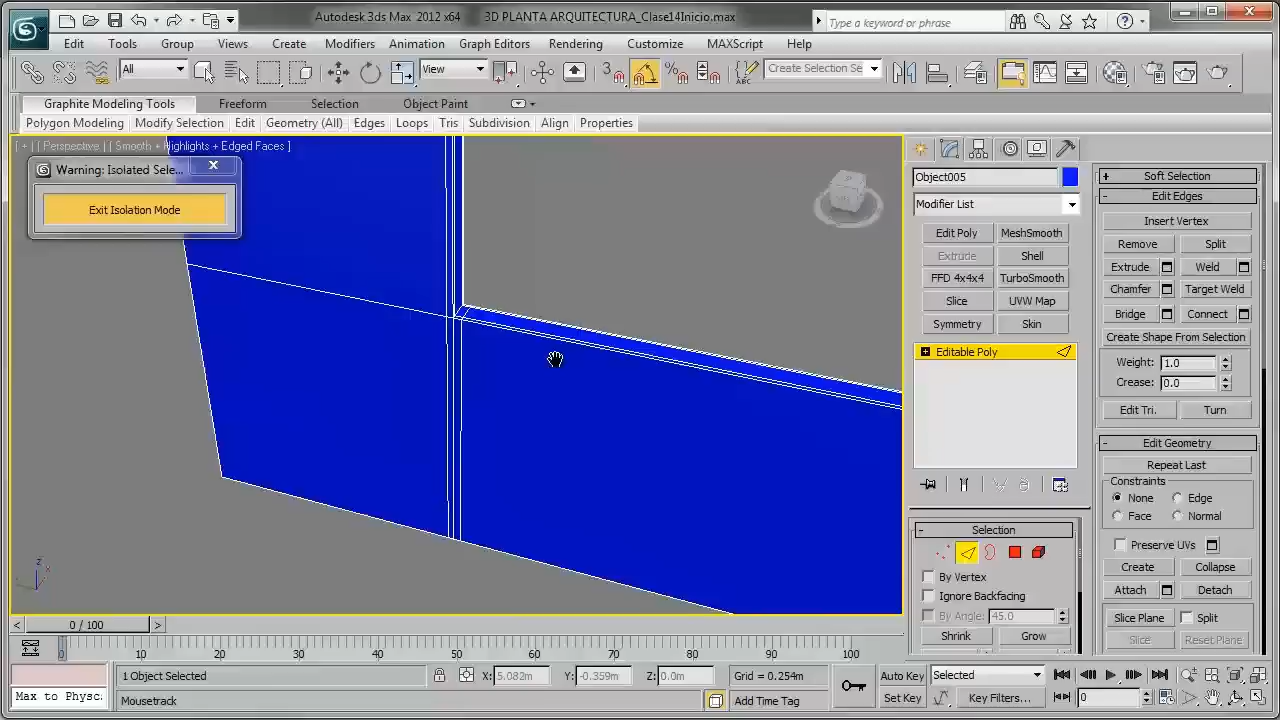 Autodesk 3ds Max 2012 x64 3D PLANTA ARQUITECTURA_Clase14Inicio.max
Type a keyword or phrase
Edit Tools Group Views Create Modifiers Animation Graph Editors Rendering Customize MAXScript Help
All View 3 Create Selection Se
Graphite Modeling Tools Freeform Selection Object Paint
Polygon Modeling Modify Selection Edit Geometry (All) Edges Loops Tris Subdivision Align Properties
[ + ] [ Perspective ] [ Smooth + Highlights + Edged Faces ]
Warning: Isolated Sele...
Exit Isolation Mode
Object005
Modifier List
Edit Poly MeshSmooth
Extrude Shell
FFD 4x4x4 TurboSmooth
Slice UVW Map
Symmetry Skin
Editable Poly
Selection
By Vertex
Ignore Backfacing
By Angle: 45.0
Shrink Grow
+ Soft Selection
- Edit Edges
Insert Vertex
Remove Split
Extrude Weld
Chamfer Target Weld
Bridge Connect
Create Shape From Selection
Weight: 1.0
Crease: 0.0
Edit Tri. Turn
- Edit Geometry
Repeat Last
Constraints
None Edge
Face Normal
Preserve UVs
Create Collapse
Attach Detach
Slice Plane Split
Slice Reset Plane
z
< 0 / 100 >
0 10 20 30 40 50 60 70 80 90 100
1 Object Selected X: 5.082m Y: -0.359m Z: 0.0m Grid = 0.254m Auto Key Selected
Max to Physc Mousetrack Add Time Tag Set Key Key Filters... 0